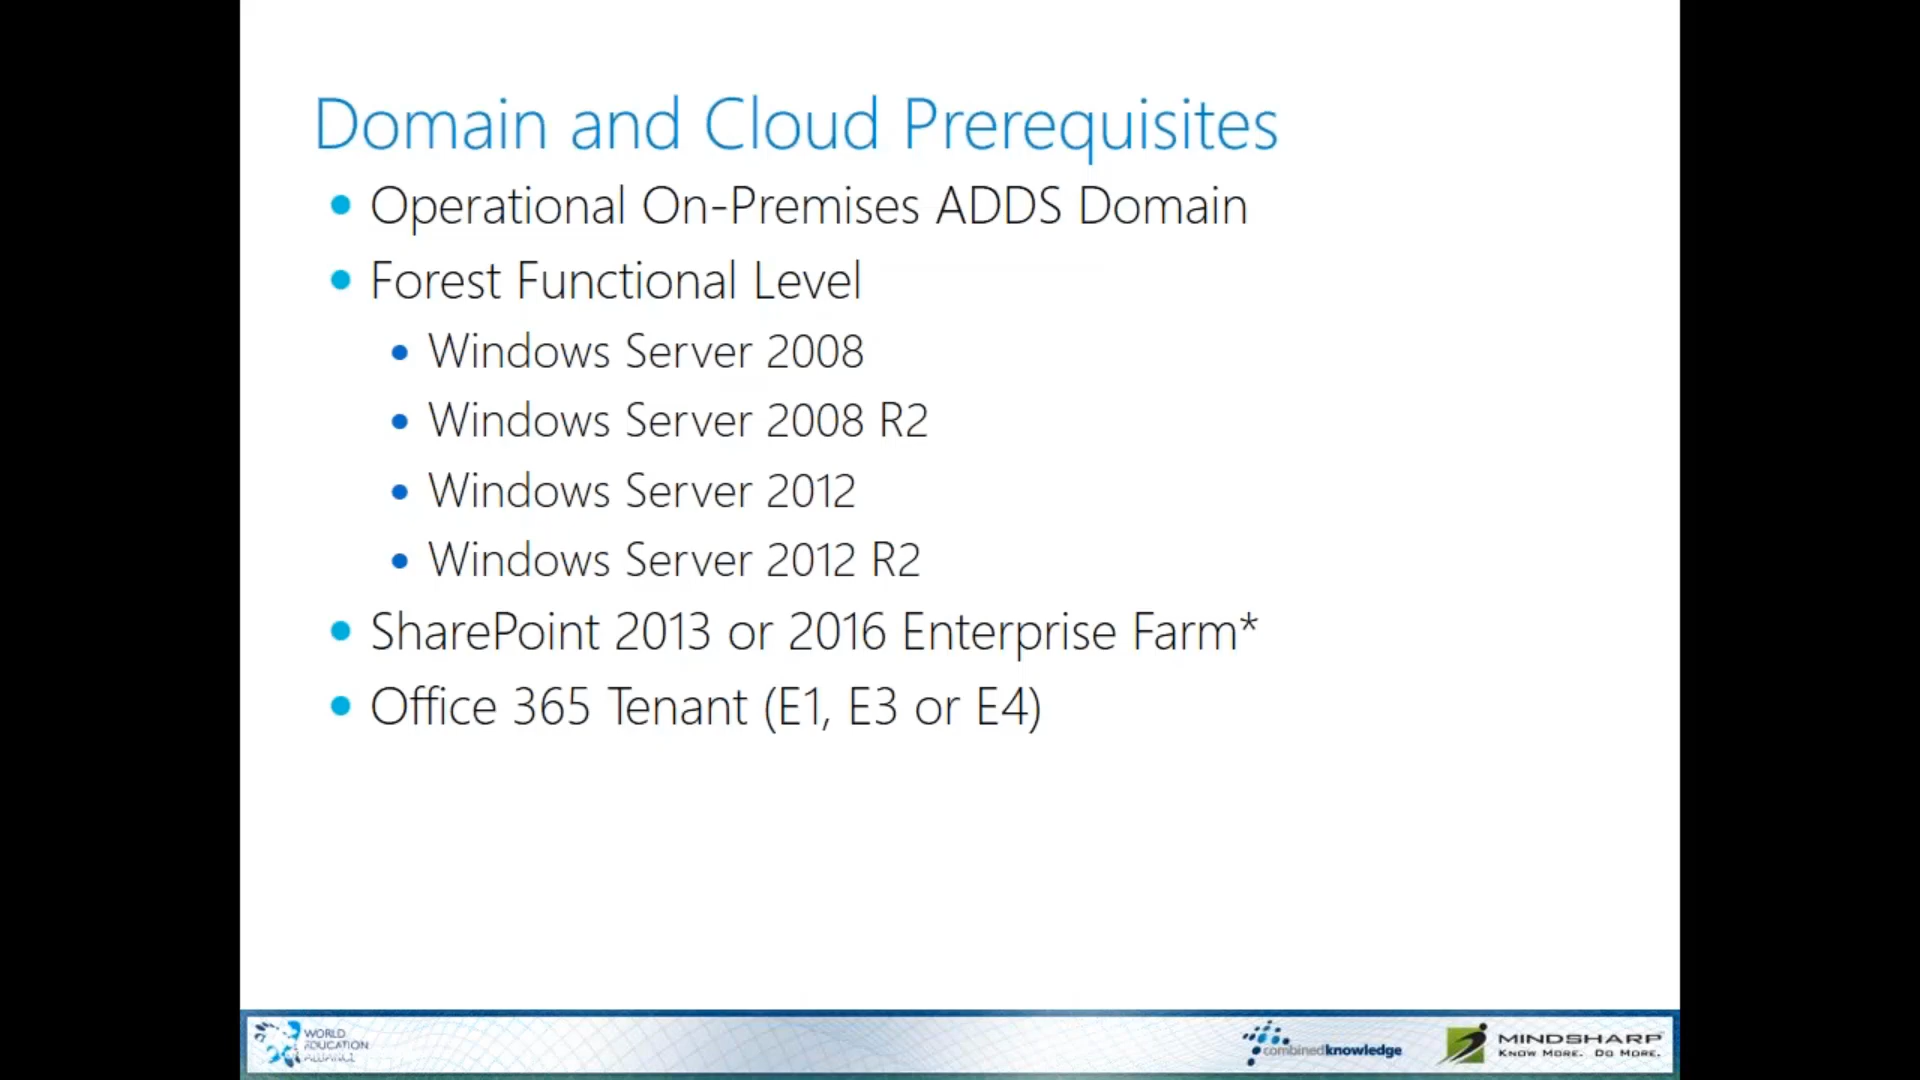 Domain and Cloud Prerequisites
Operational On-Premises ADDS Domain
Forest Functional Level
Windows Server 2008
Windows Server 2008 R2
Windows Server 2012
Windows Server 2012 R2
SharePoint 2013 or 2016 Enterprise Farm*
Office 365 Tenant (E1, E3 or E4)
WORLD
EDUCATION
ALLIANCE
combinedknowledge
MINDSHARP
KNOW MORE. DO MORE.